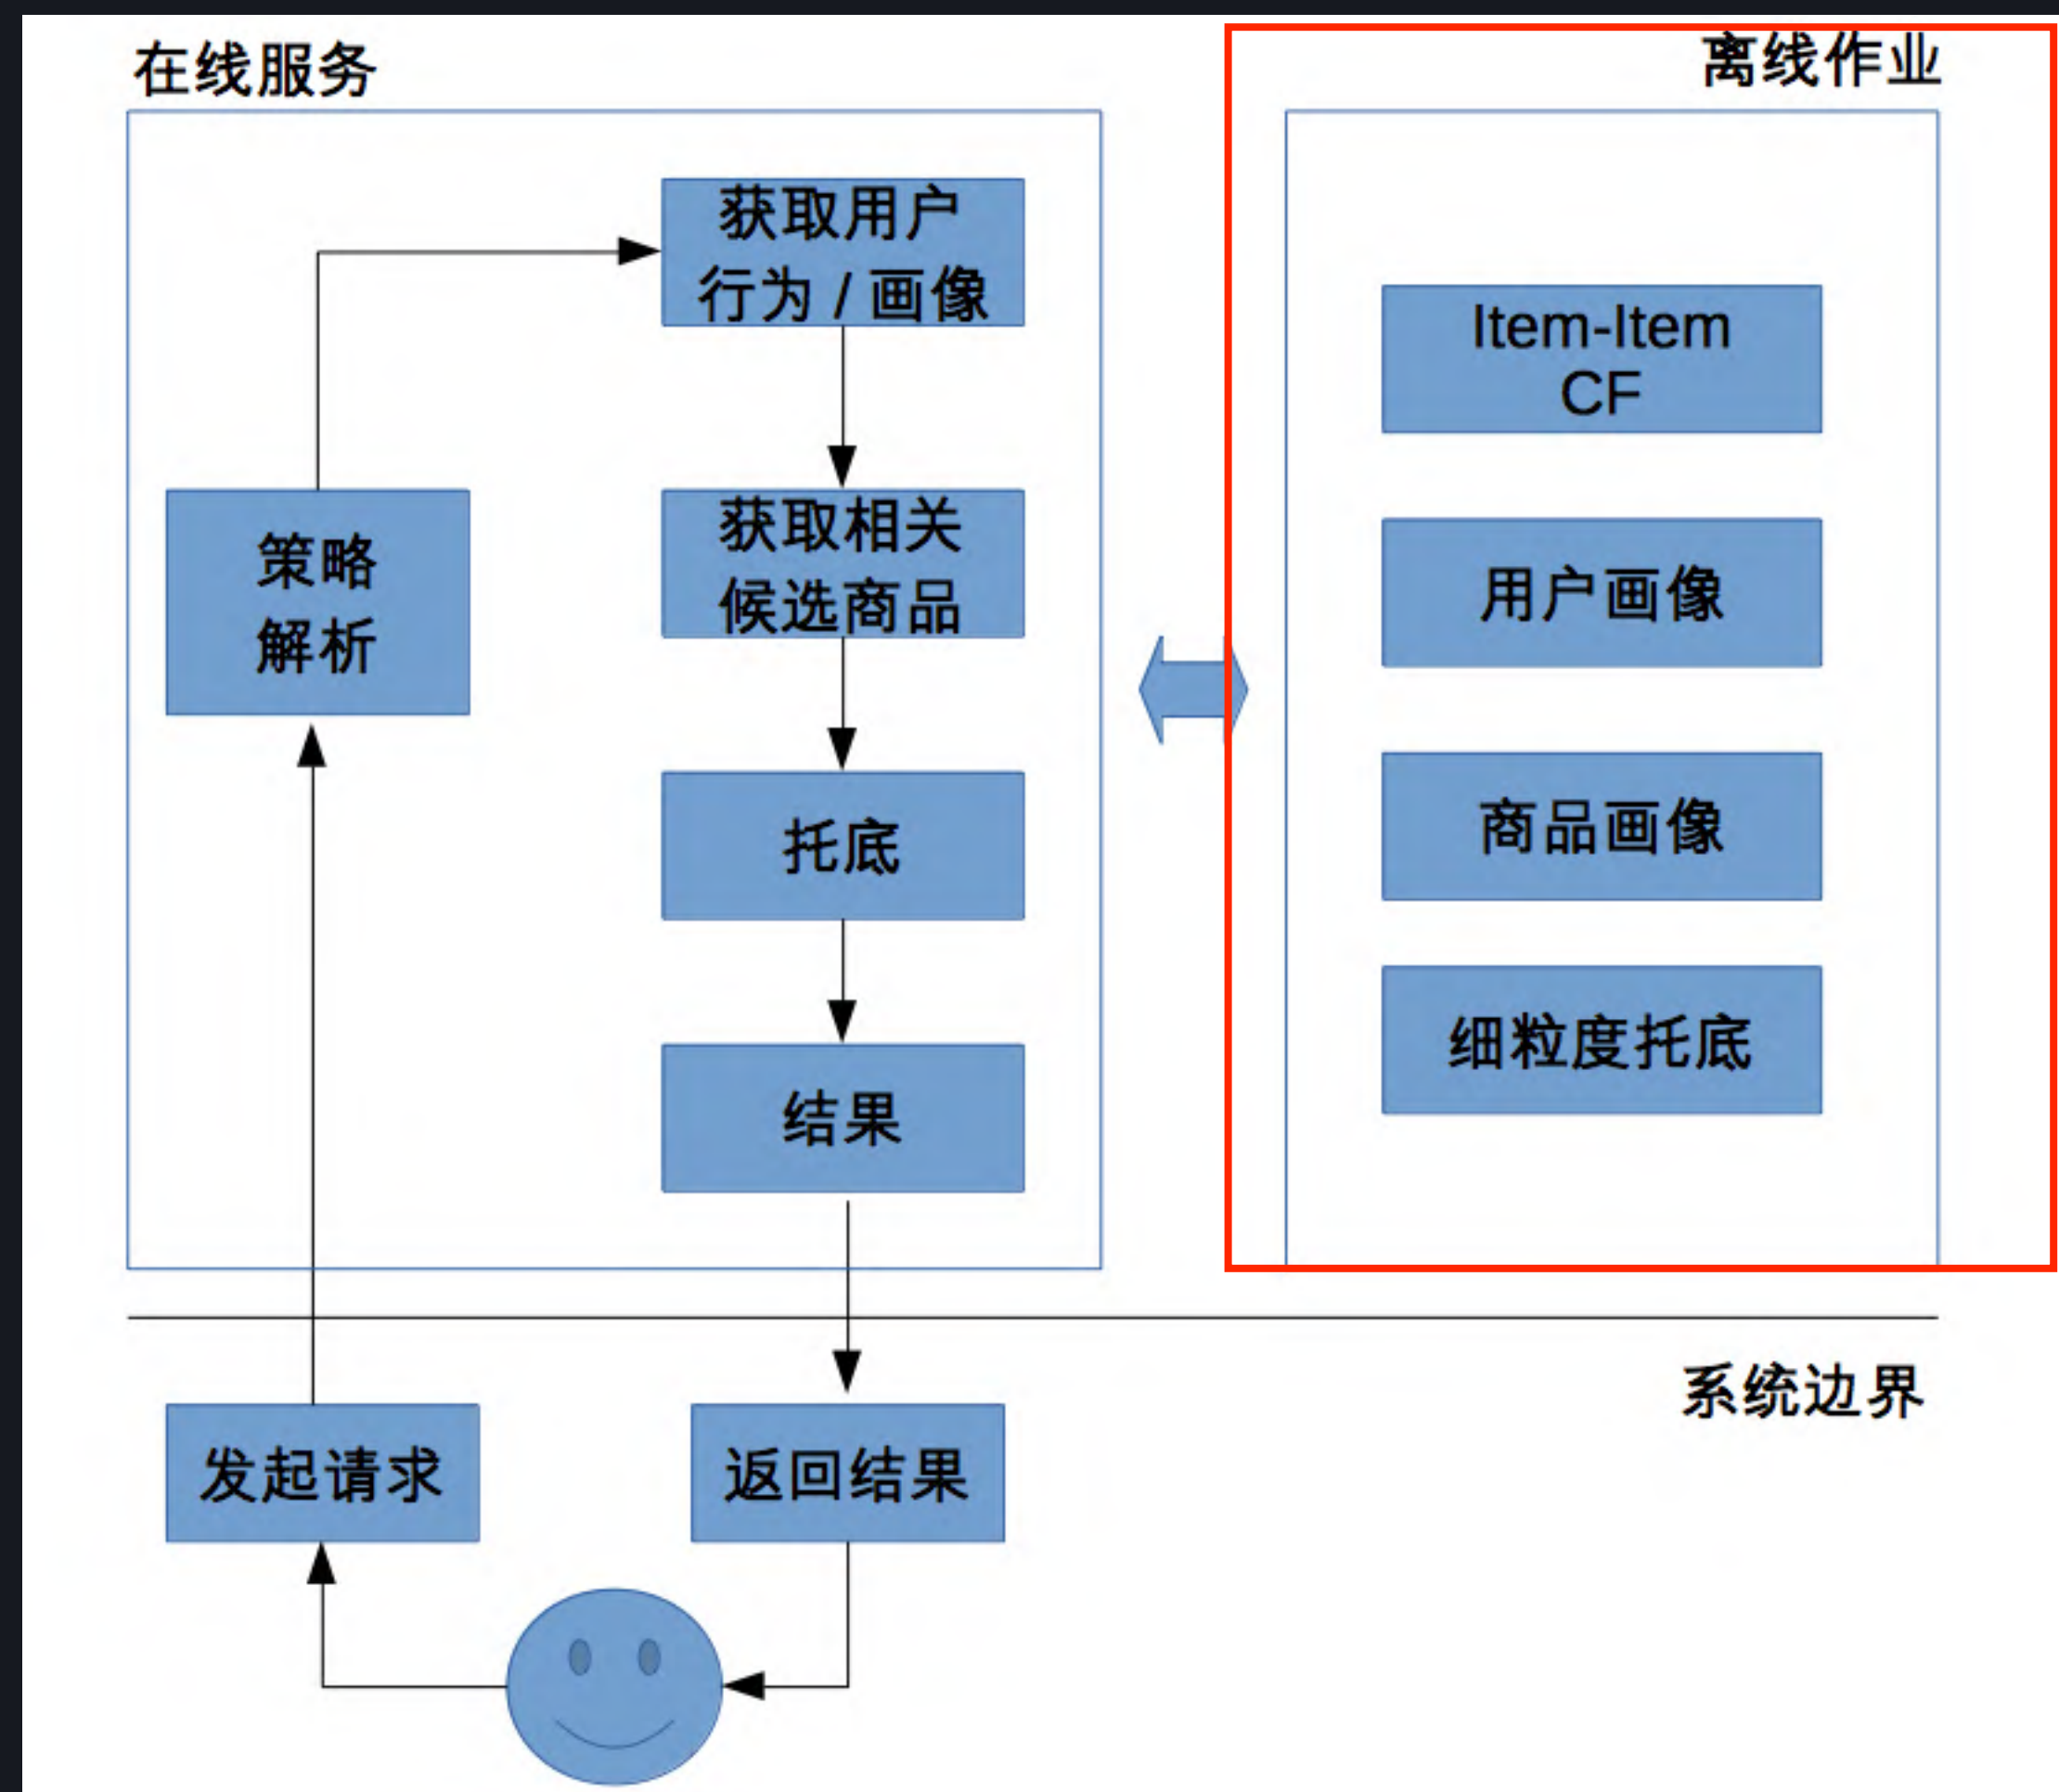 在线服务
离线作业
获取用户
行为 / 画像
策略
解析
获取相关
候选商品
托底
结果
Item-Item
CF
用户画像
商品画像
细粒度托底
系统边界
发起请求
返回结果